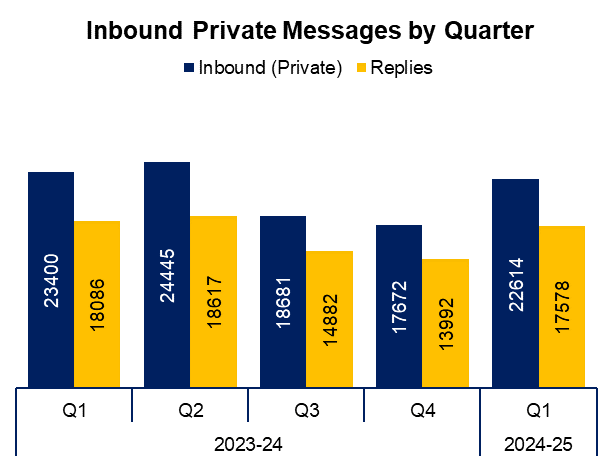 Inbound Private Messages by Quarter
Inbound (Private) Replies
23400 18086 24445 18617 18681 14882 17672 13992 22614 17578
Q1 Q2 Q3 Q4 Q1
2023-24 2024-25